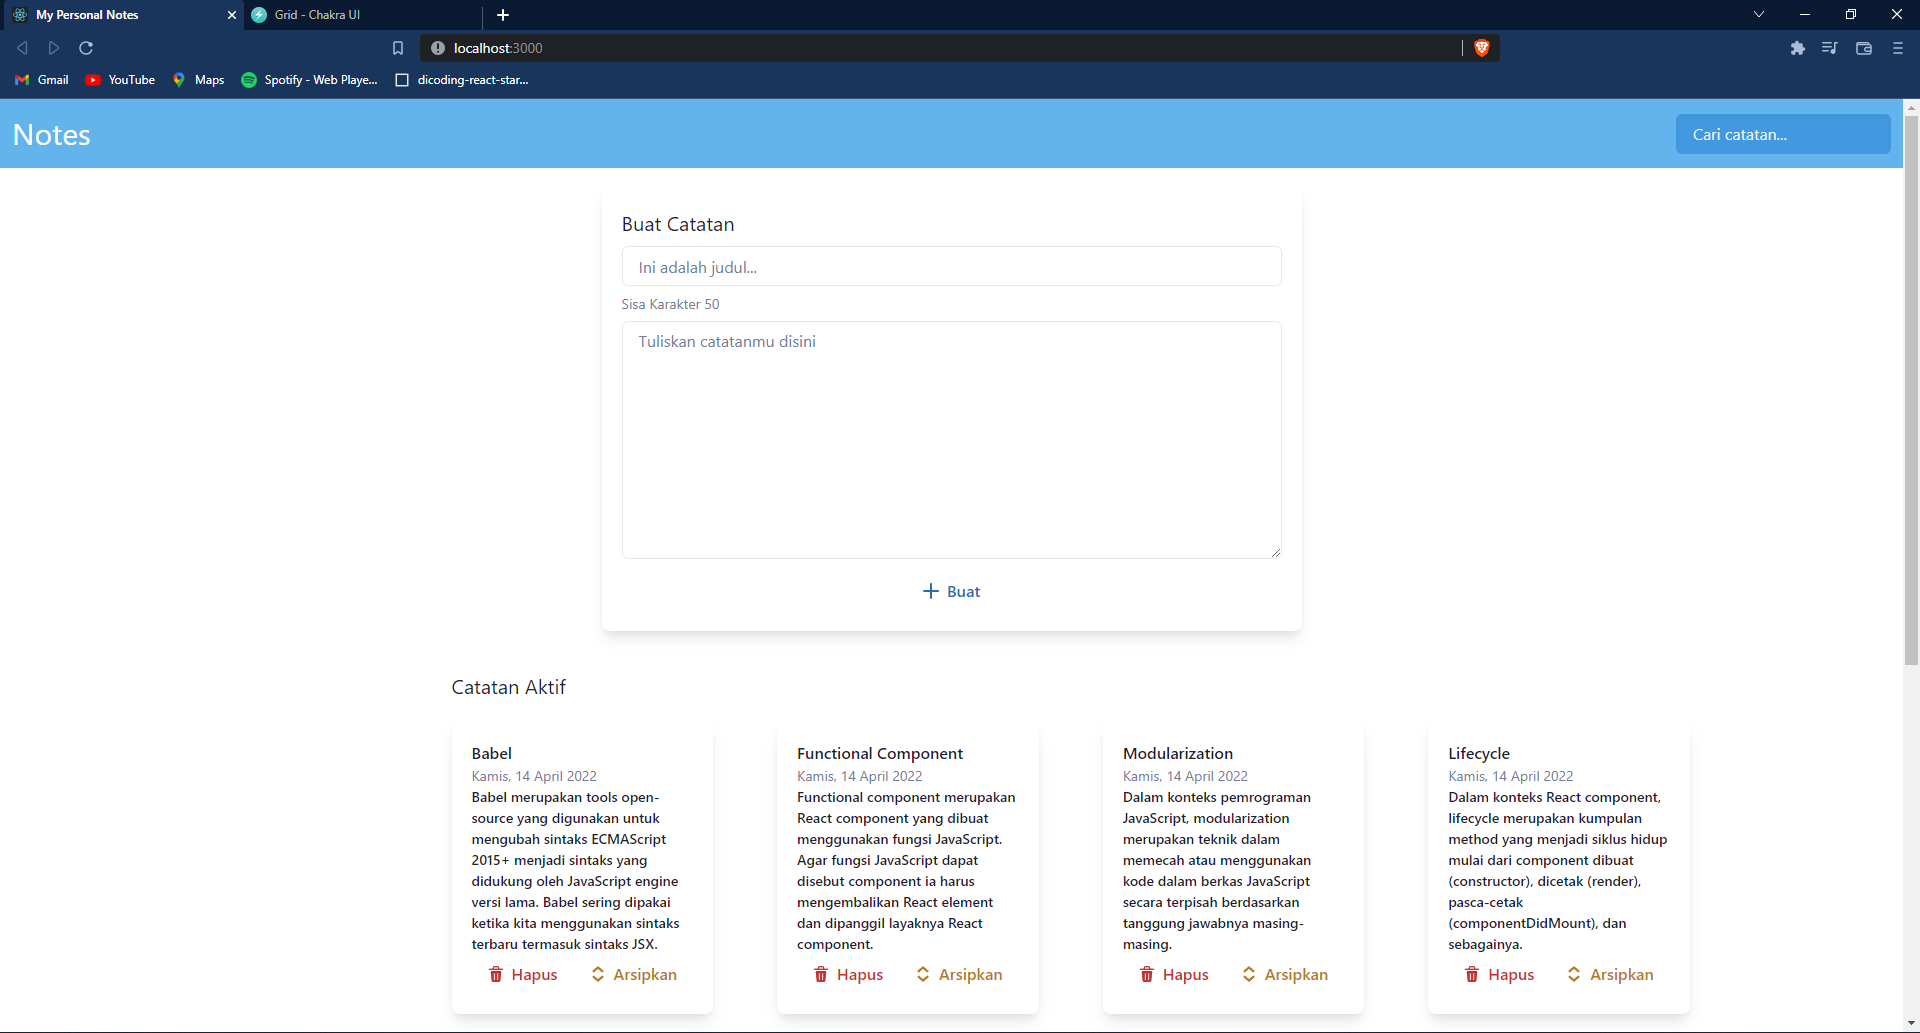 My Personal Notes
Grid - Chakra UI
localhost:3000
Gmail
YouTube
Maps
Spotify - Web Playe...
dicoding-react-star...
Notes
Cari catatan...
Buat Catatan
Ini adalah judul...
Sisa Karakter 50
Tuliskan catatanmu disini
Buat
Catatan Aktif
Babel
Kamis, 14 April 2022
Babel merupakan tools open-
source yang digunakan untuk
mengubah sintaks ECMAScript
2015+ menjadi sintaks yang
didukung oleh JavaScript engine
versi lama. Babel sering dipakai
ketika kita menggunakan sintaks
terbaru termasuk sintaks JSX.
Hapus
Arsipkan
Functional Component
Kamis, 14 April 2022
Functional component merupakan
React component yang dibuat
menggunakan fungsi JavaScript.
Agar fungsi JavaScript dapat
disebut component ia harus
mengembalikan React element
dan dipanggil layaknya React
component.
Hapus
Arsipkan
Modularization
Kamis, 14 April 2022
Dalam konteks pemrograman
JavaScript, modularization
merupakan teknik dalam
memecah atau menggunakan
kode dalam berkas JavaScript
secara terpisah berdasarkan
tanggung jawabnya masing-
masing.
Hapus
Arsipkan
Lifecycle
Kamis, 14 April 2022
Dalam konteks React component,
lifecycle merupakan kumpulan
method yang menjadi siklus hidup
mulai dari component dibuat
(constructor), dicetak (render),
pasca-cetak
(componentDidMount), dan
sebagainya.
Hapus
Arsipkan